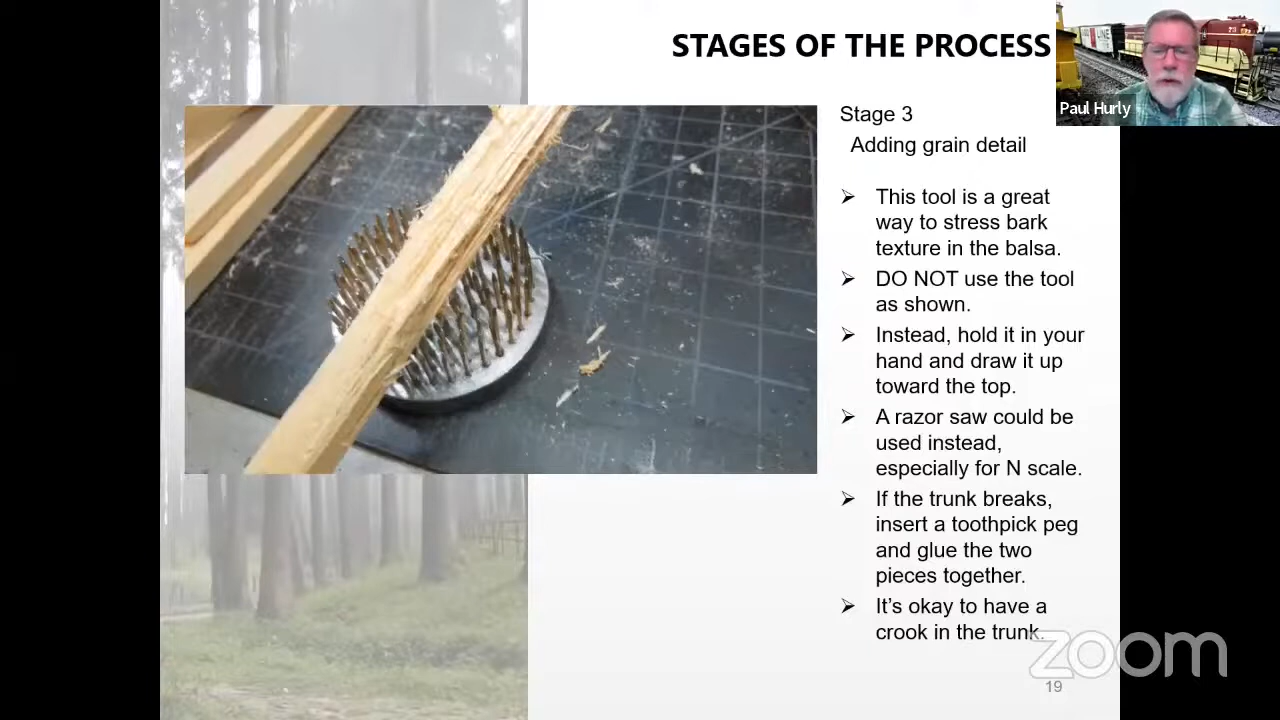 STAGES OF THE PROCESS
Paul Hurly
Stage 3
Adding grain detail
➢ This tool is a great
way to stress bark
texture in the balsa.
➢ DO NOT use the tool
as shown.
➢ Instead, hold it in your
hand and draw it up
toward the top.
➢ A razor saw could be
used instead,
especially for N scale.
➢ If the trunk breaks,
insert a toothpick peg
and glue the two
pieces together.
➢ It’s okay to have a
crook in the trunk.
zoom
19